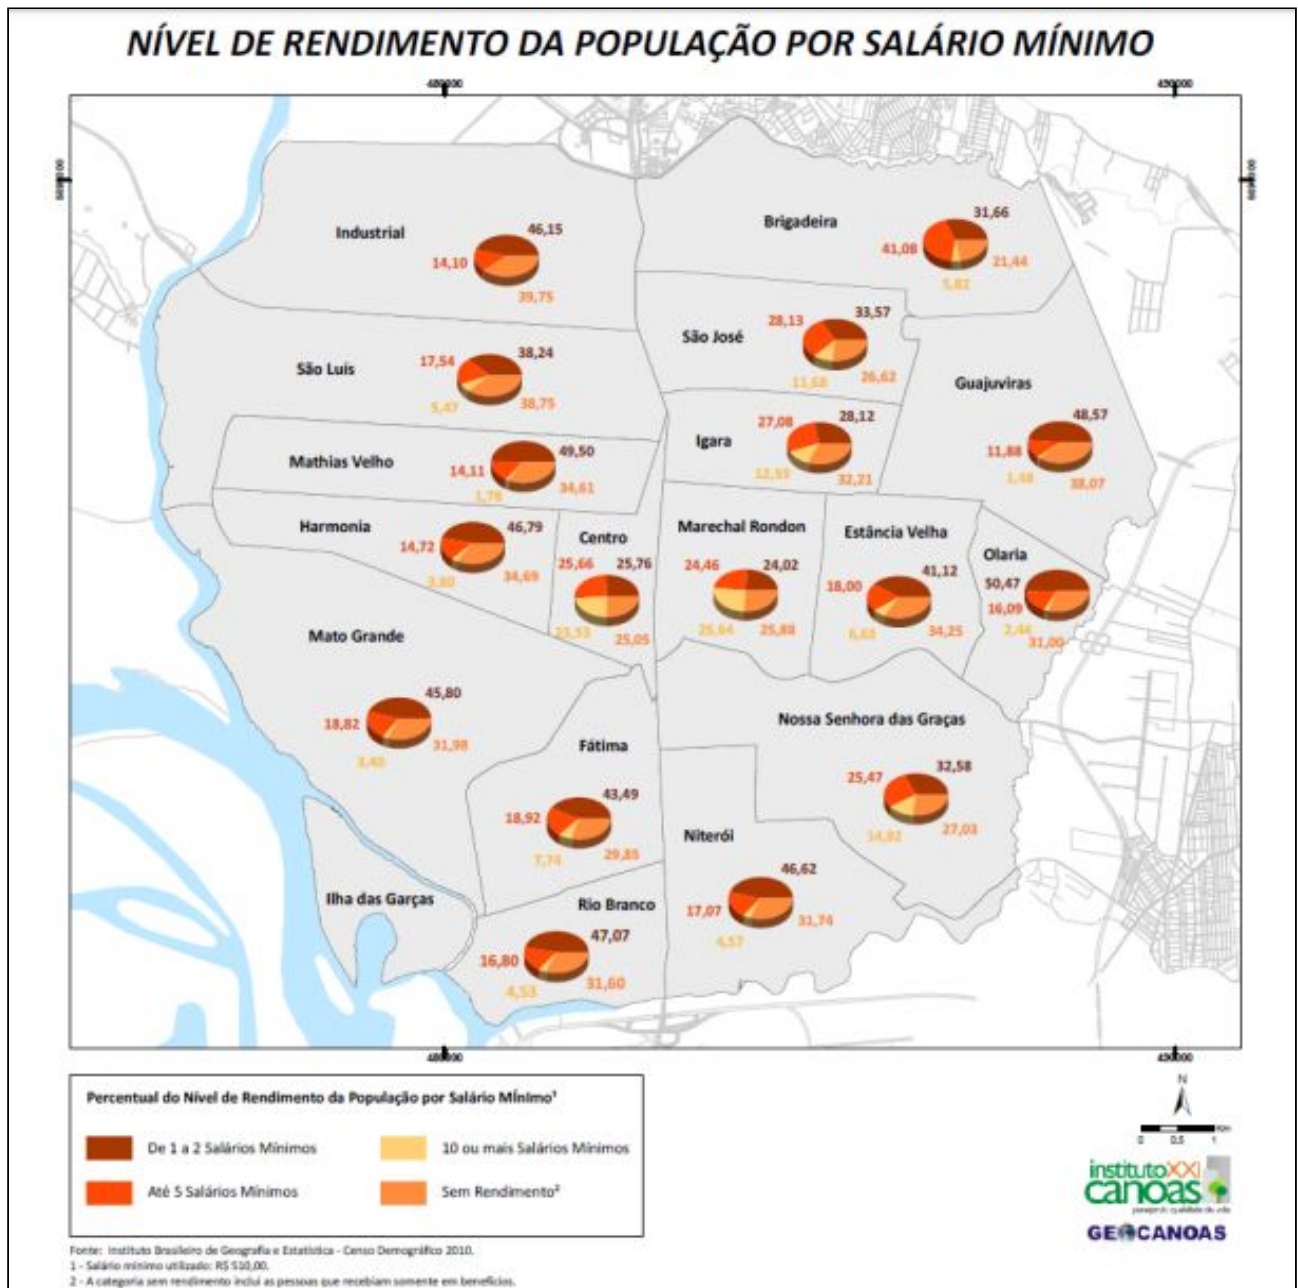 NÍVEL DE RENDIMENTO DA POPULAÇÃO POR SALÁRIO MÍNIMO
Industrial
46,15
14,10
39,75
Brigadeira
31,66
41,08
21,44
5,82
São José
28,13
33,57
11,68
26,62
São Luís
17,54
38,24
5,47
38,75
Guajuviras
48,57
11,88
1,48
38,07
Igara
27,08
28,12
32,21
Mathias Velho
49,50
14,11
1,78
34,61
Harmonia
46,79
14,72
3,80
34,69
Centro
25,66
25,76
23,53
25,05
Marechal Rondon
24,46
24,02
25,64
25,88
Estância Velha
41,12
18,00
6,63
34,25
Olaria
50,47
16,09
2,44
31,00
Mato Grande
45,80
18,82
3,40
31,98
Nossa Senhora das Graças
32,58
25,47
14,92
27,03
Fátima
43,49
18,92
7,74
29,85
Niterói
46,62
17,07
4,57
31,74
Ilha das Garças
Rio Branco
47,07
16,80
4,53
31,60
Percentual do Nível de Rendimento da População por Salário Mínimo¹
De 1 a 2 Salários Mínimos
10 ou mais Salários Mínimos
Até 5 Salários Mínimos
Sem Rendimento²
N
Km
0 0,5 1
instituto XXI
canoas
GEOCANOAS
Fonte: Instituto Brasileiro de Geografia e Estatística - Censo Demográfico 2010.
1 - Salário mínimo utilizado: R$ 510,00.
2 - A categoria sem rendimento inclui as pessoas que recebiam somente em benefícios.